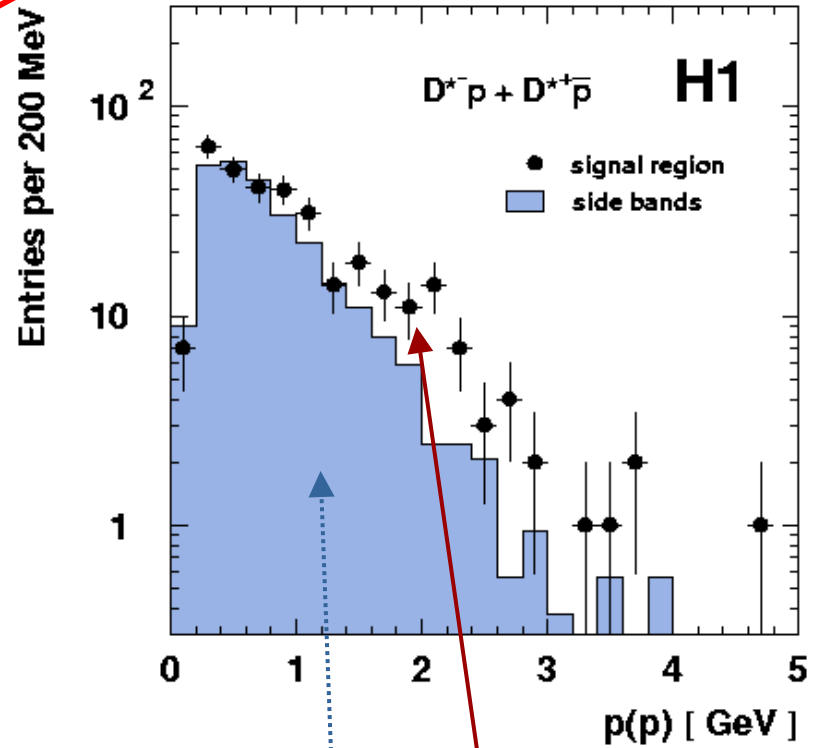 Entries per 200 MeV
D*⁻p + D*⁺p̅
H1
signal region
side bands
10²
10
1
0 1 2 3 4 5
p(p) [ GeV ]